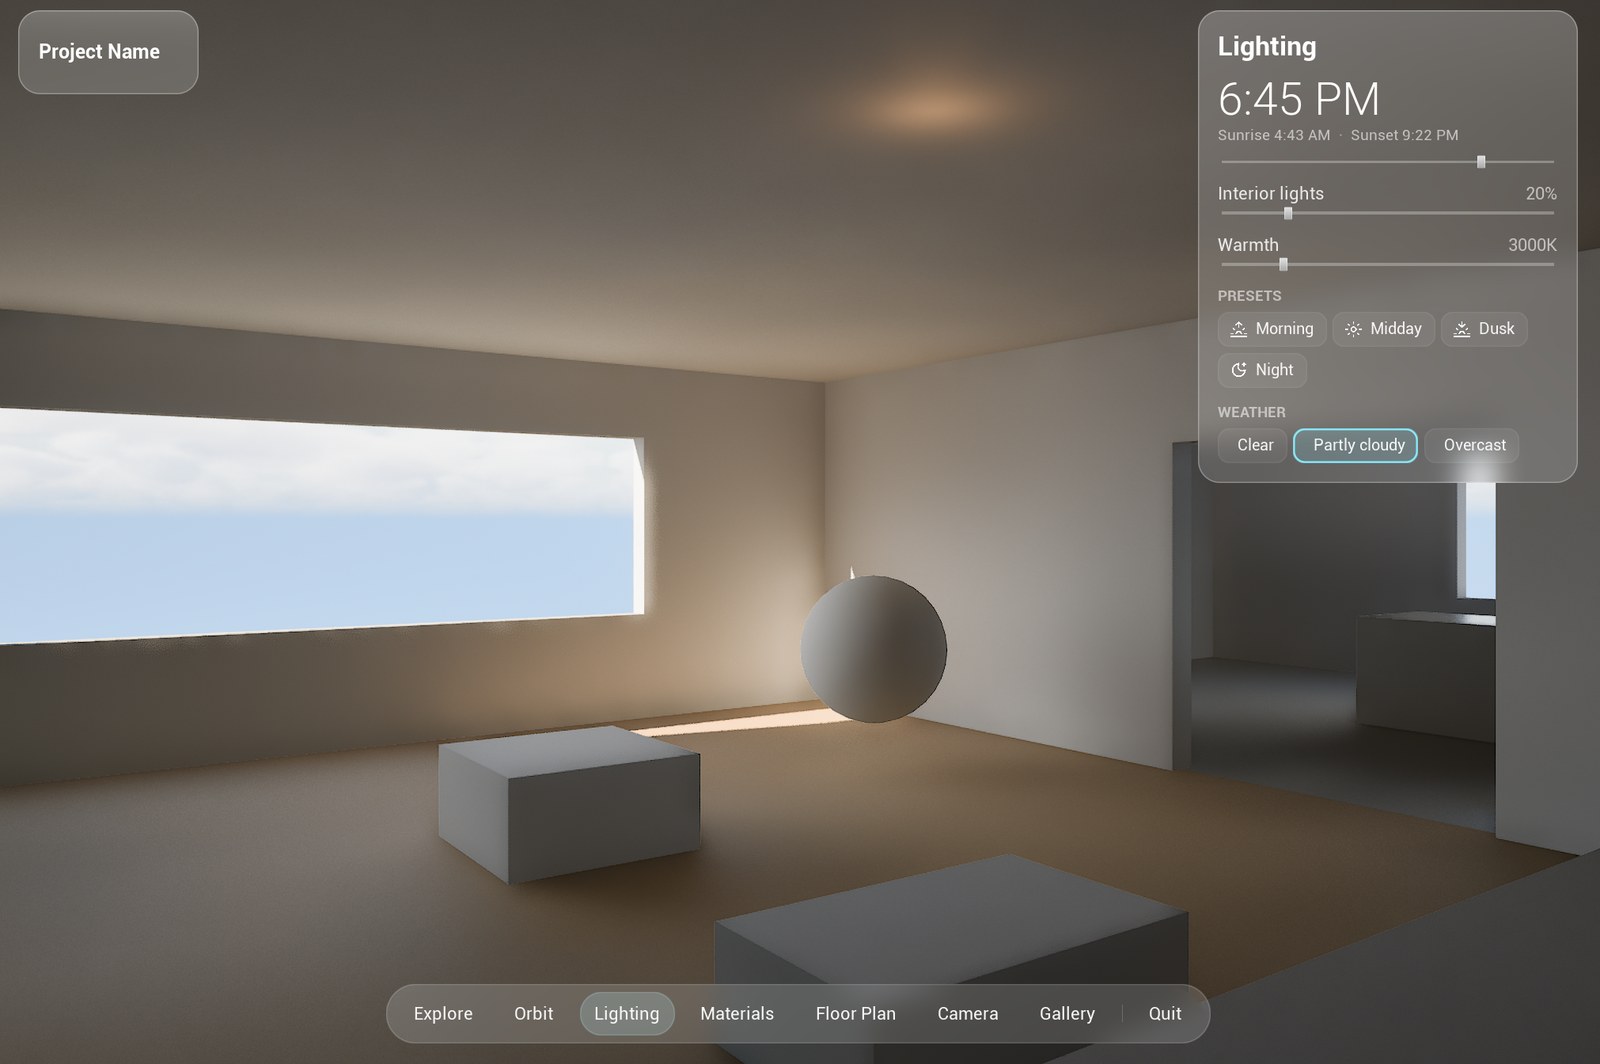 Project Name
Lighting
6:45 PM
Sunrise 4:43 AM · Sunset 9:22 PM
Interior lights 20%
Warmth 3000K
PRESETS
Morning Midday Dusk
Night
WEATHER
Clear Partly cloudy Overcast
Explore Orbit Lighting Materials Floor Plan Camera Gallery Quit